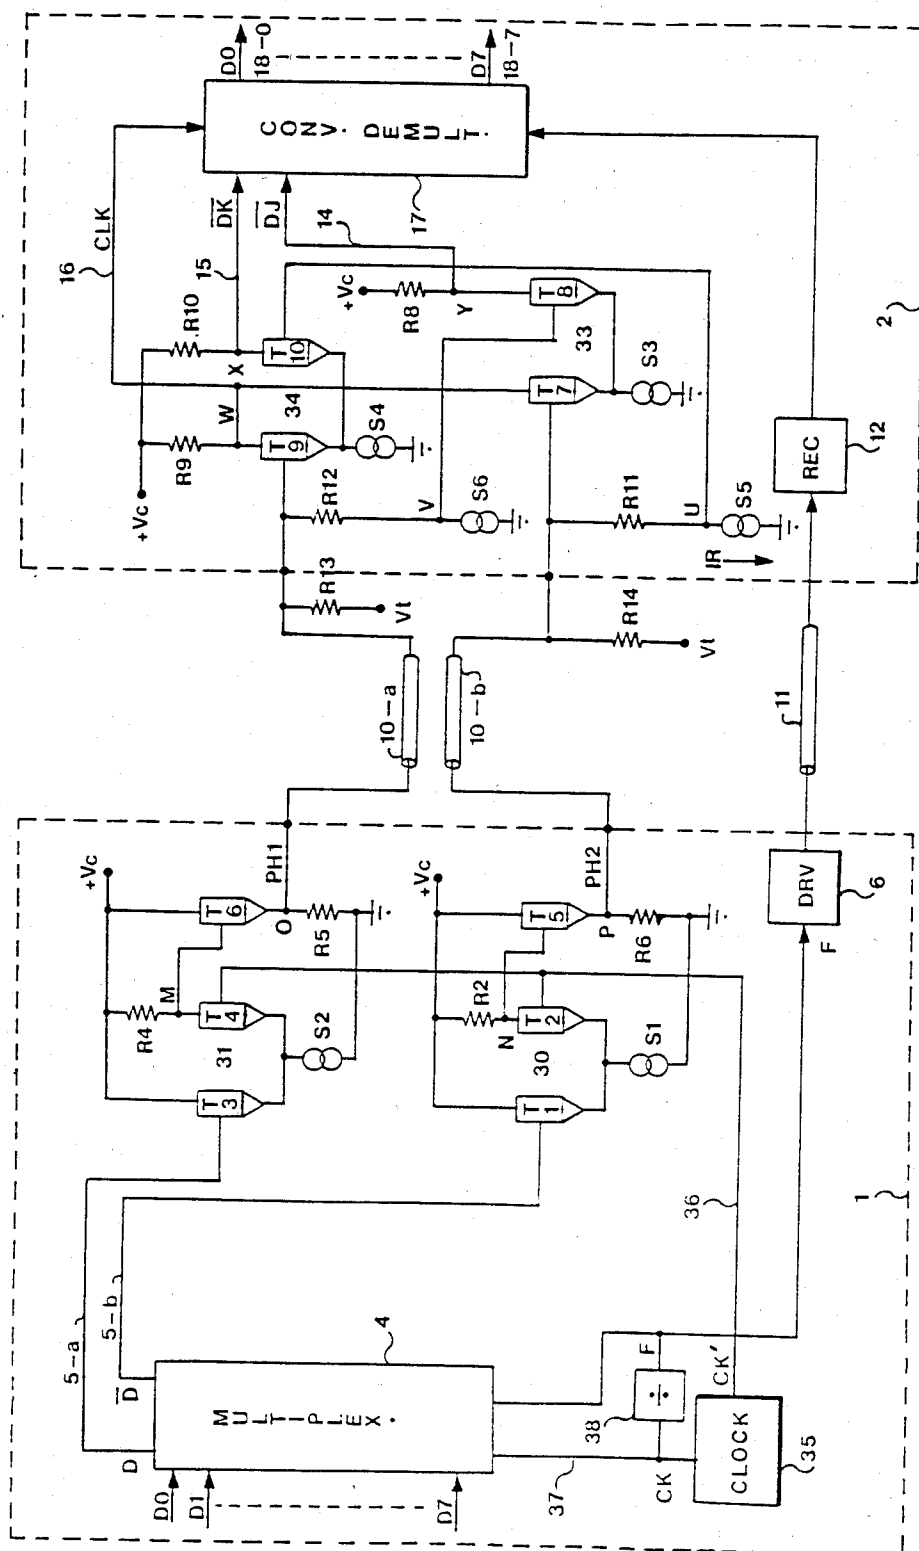 D0
18-0
D7
18-7
CONV. DEMULT.
17
CLK
16
DK
15
DJ
14
R10
X
T10
W
34
R9
T9
S4
+Vc
+Vc
R8
Y
T8
33
T7
S3
R12
V
S6
R11
U
S5
IR
2
REC
12
R13
Vt
R14
Vt
10-a
10-b
11
+Vc
PH1
T6
O
R5
M
R4
T4
31
S2
T3
+Vc
PH2
T5
P
R6
R2
N
T2
30
S1
T1
DRV
6
F
36
1
5-a
5-b
D
D
MULTIPLEX.
4
D0
D1
D7
F
÷
38
37
CK
CK'
CLOCK
35